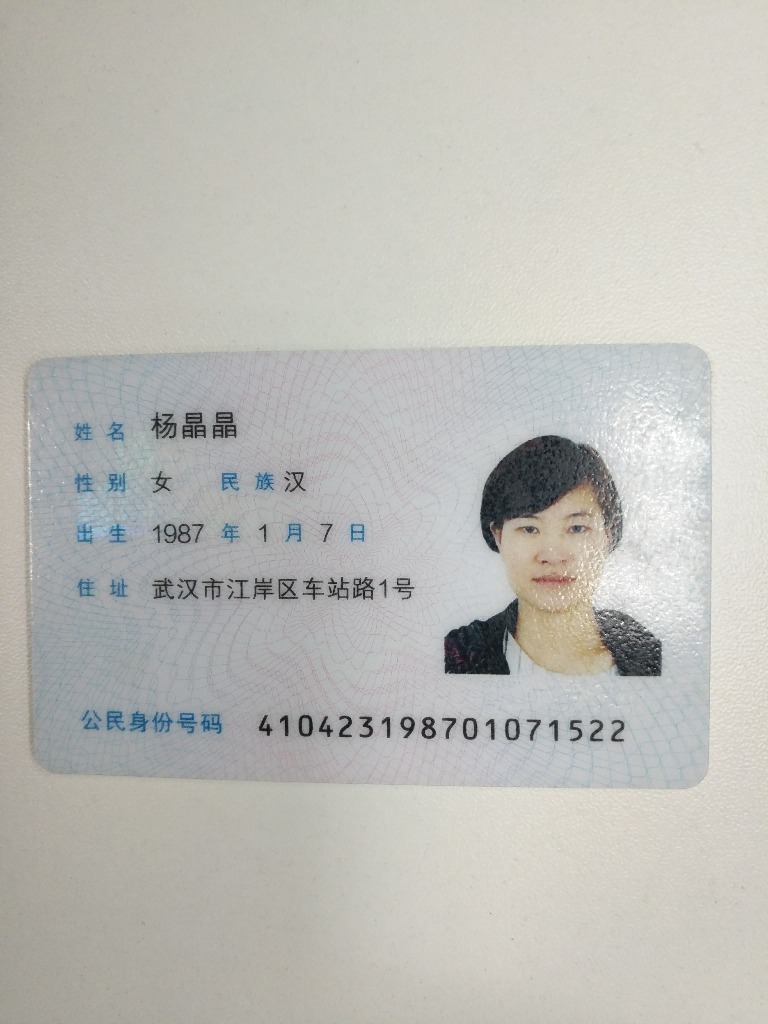 姓名 杨晶晶
性别 女 民族 汉
出生 1987 年 1 月 7 日
住址 武汉市江岸区车站路1号
公民身份号码 410423198701071522